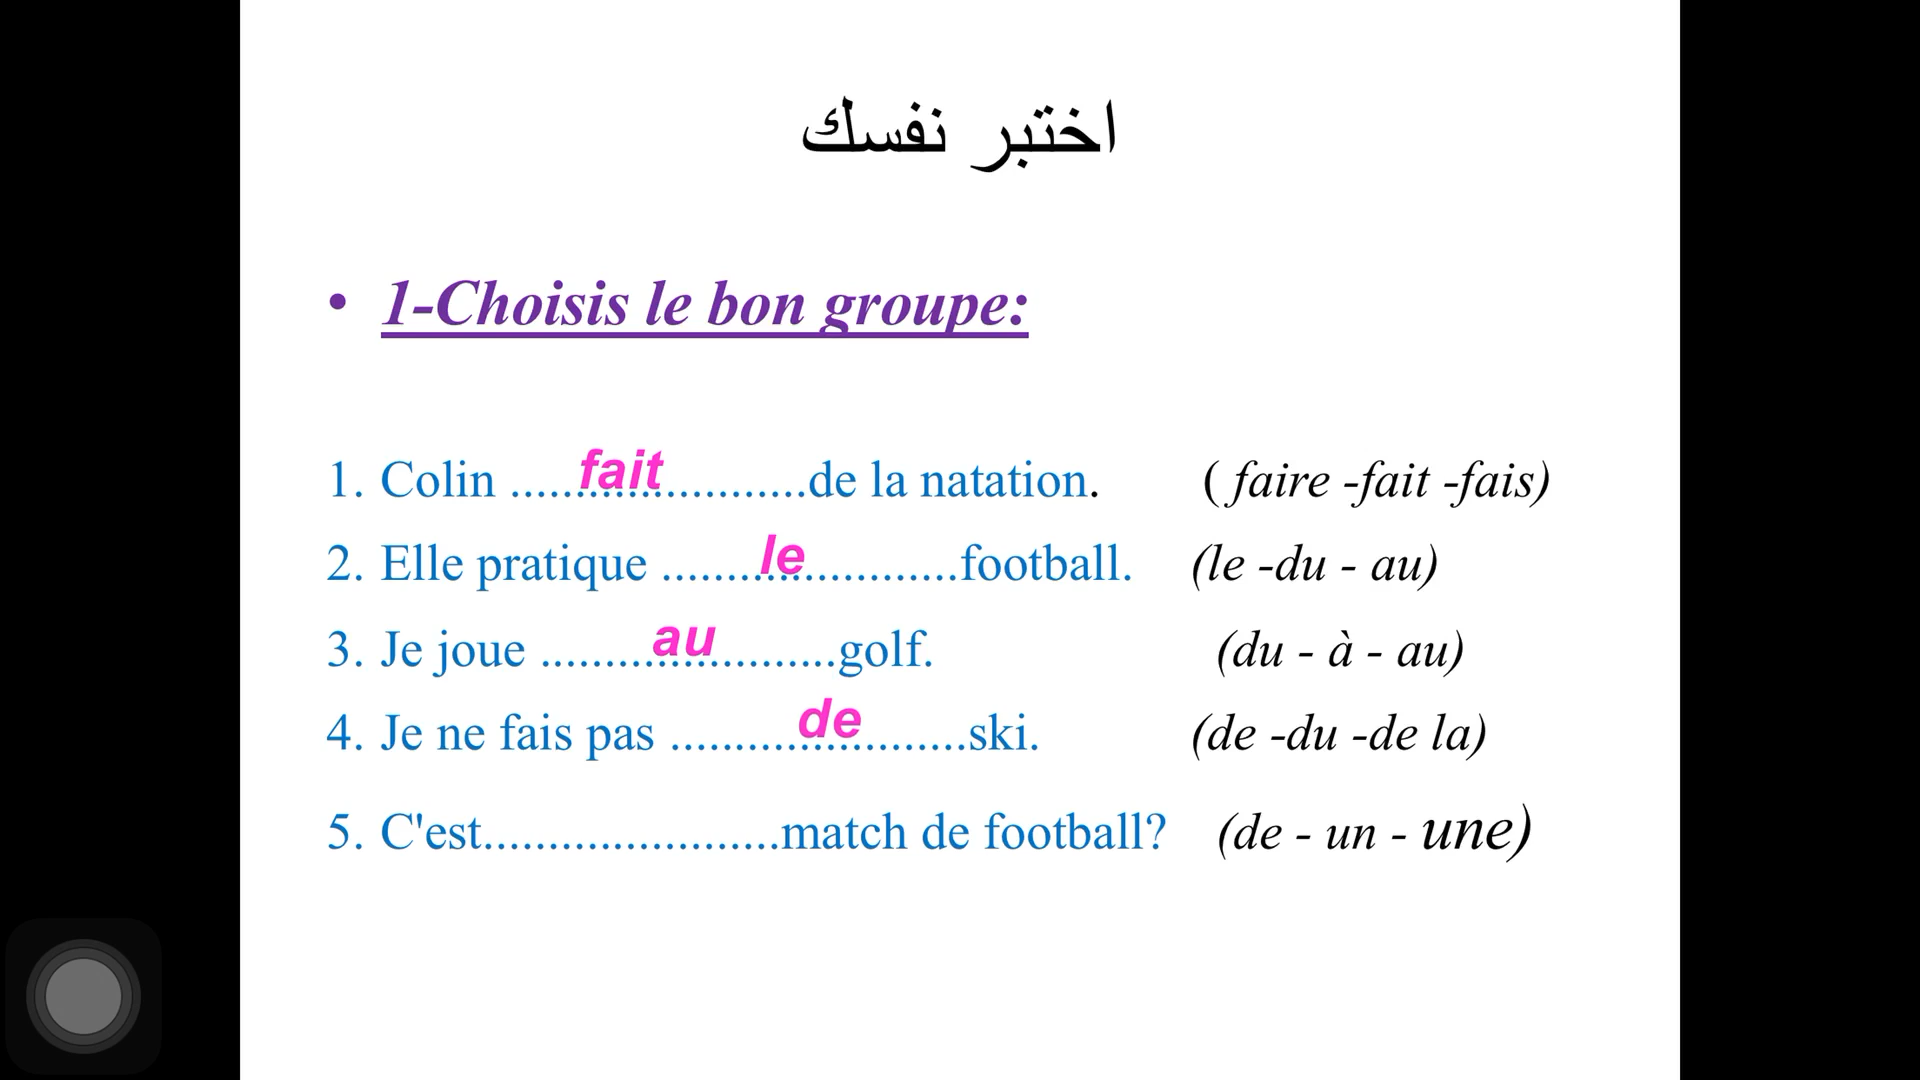 اختبر نفسك
• 1-Choisis le bon groupe:
1. Colin ......fait......de la natation. ( faire -fait -fais)
2. Elle pratique ......le......football. (le -du - au)
3. Je joue ......au......golf. (du - à - au)
4. Je ne fais pas ......de......ski. (de -du -de la)
5. C'est.......................match de football? (de - un - une)